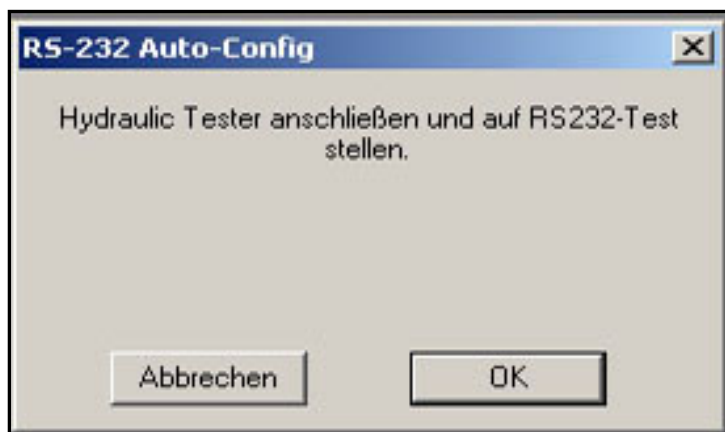 RS-232 Auto-Config
Hydraulic Tester anschließen und auf RS232-Test
stellen.
Abbrechen
OK